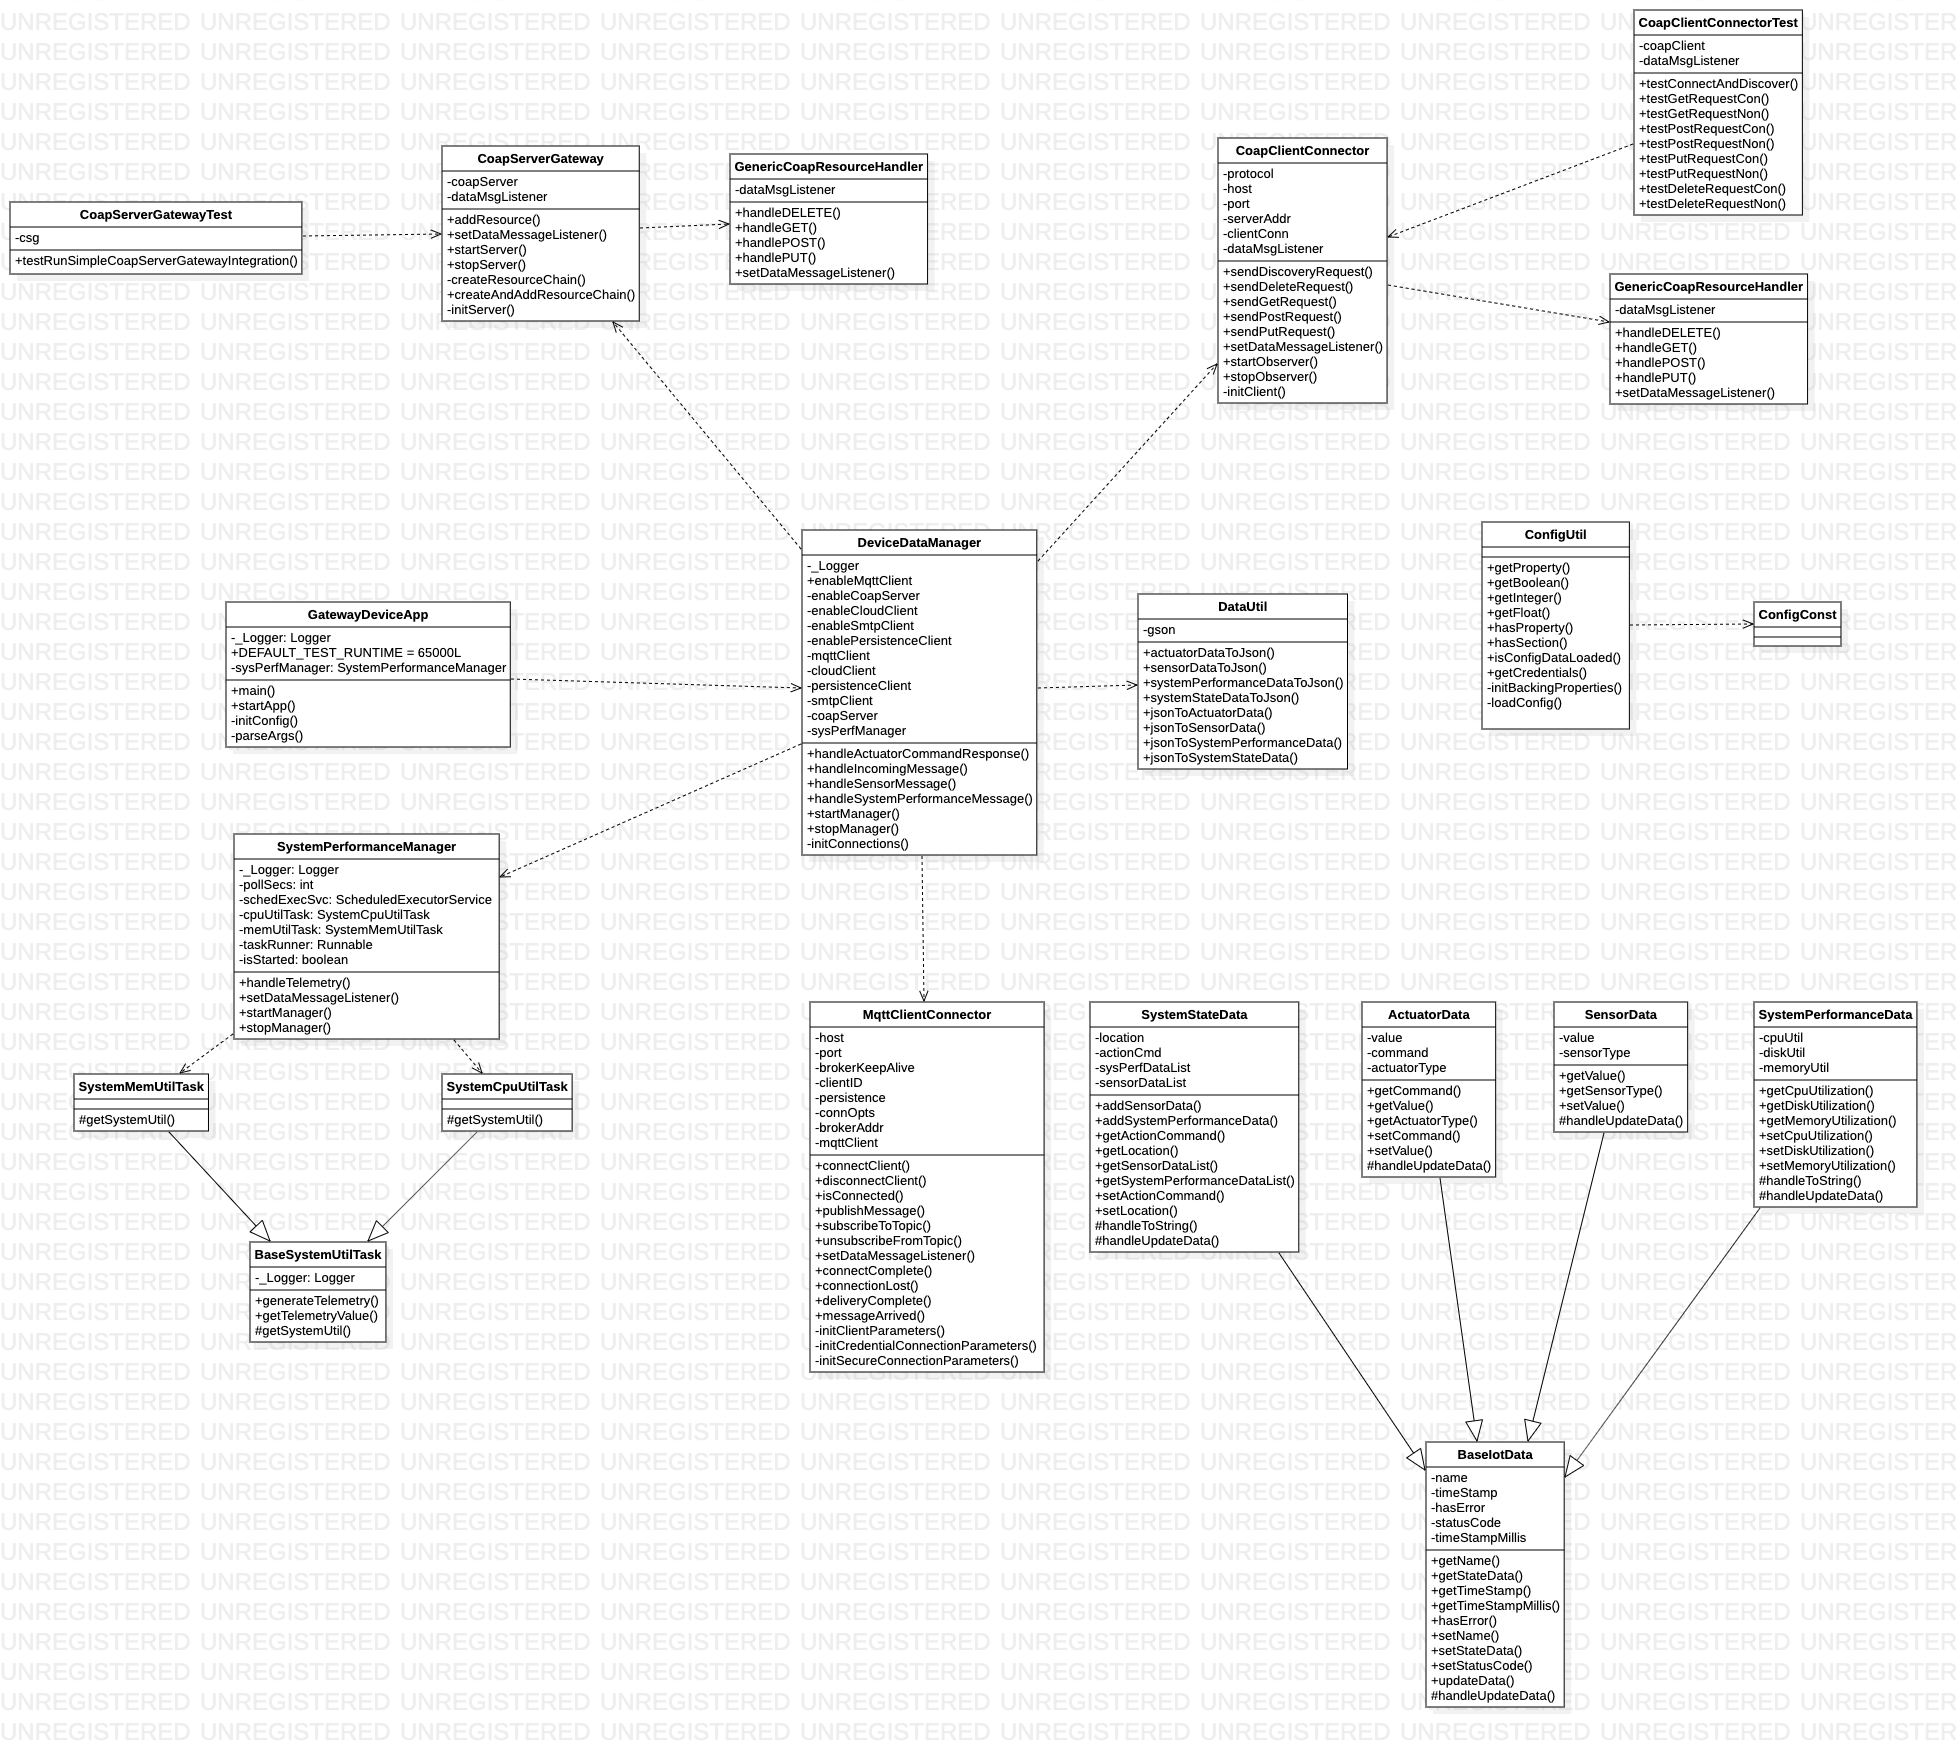 CoapClientConnectorTest
-coapClient
-dataMsgListener
+testConnectAndDiscover()
+testGetRequestCon()
+testGetRequestNon()
+testPostRequestCon()
+testPostRequestNon()
+testPutRequestCon()
+testPutRequestNon()
+testDeleteRequestCon()
+testDeleteRequestNon()
CoapServerGatewayTest
-csg
+testRunSimpleCoapServerGatewayIntegration()
CoapServerGateway
-coapServer
-dataMsgListener
+addResource()
+setDataMessageListener()
+startServer()
+stopServer()
-createResourceChain()
+createAndAddResourceChain()
-initServer()
GenericCoapResourceHandler
-dataMsgListener
+handleDELETE()
+handleGET()
+handlePOST()
+handlePUT()
+setDataMessageListener()
CoapClientConnector
-protocol
-host
-port
-serverAddr
-clientConn
-dataMsgListener
+sendDiscoveryRequest()
+sendDeleteRequest()
+sendGetRequest()
+sendPostRequest()
+sendPutRequest()
+setDataMessageListener()
+startObserver()
+stopObserver()
-initClient()
GenericCoapResourceHandler
-dataMsgListener
+handleDELETE()
+handleGET()
+handlePOST()
+handlePUT()
+setDataMessageListener()
GatewayDeviceApp
-_Logger: Logger
+DEFAULT_TEST_RUNTIME = 65000L
-sysPerfManager: SystemPerformanceManager
+main()
+startApp()
-initConfig()
-parseArgs()
DeviceDataManager
-_Logger
+enableMqttClient
-enableCoapServer
-enableCloudClient
-enableSmtpClient
-enablePersistenceClient
-mqttClient
-cloudClient
-persistenceClient
-smtpClient
-coapServer
-sysPerfManager
+handleActuatorCommandResponse()
+handleIncomingMessage()
+handleSensorMessage()
+handleSystemPerformanceMessage()
+startManager()
+stopManager()
-initConnections()
DataUtil
-gson
+actuatorDataToJson()
+sensorDataToJson()
+systemPerformanceDataToJson()
+systemStateDataToJson()
+jsonToActuatorData()
+jsonToSensorData()
+jsonToSystemPerformanceData()
+jsonToSystemStateData()
ConfigUtil
+getProperty()
+getBoolean()
+getInteger()
+getFloat()
+hasProperty()
+hasSection()
+isConfigDataLoaded()
+getCredentials()
-initBackingProperties()
-loadConfig()
ConfigConst
SystemPerformanceManager
-_Logger: Logger
-pollSecs: int
-schedExecSvc: ScheduledExecutorService
-cpuUtilTask: SystemCpuUtilTask
-memUtilTask: SystemMemUtilTask
-taskRunner: Runnable
-isStarted: boolean
+handleTelemetry()
+setDataMessageListener()
+startManager()
+stopManager()
SystemMemUtilTask
#getSystemUtil()
SystemCpuUtilTask
#getSystemUtil()
BaseSystemUtilTask
-_Logger: Logger
+generateTelemetry()
+getTelemetryValue()
#getSystemUtil()
MqttClientConnector
-host
-port
-brokerKeepAlive
-clientID
-persistence
-connOpts
-brokerAddr
-mqttClient
+connectClient()
+disconnectClient()
+isConnected()
+publishMessage()
+subscribeToTopic()
+unsubscribeFromTopic()
+setDataMessageListener()
+connectComplete()
+connectionLost()
+deliveryComplete()
+messageArrived()
-initClientParameters()
-initCredentialConnectionParameters()
-initSecureConnectionParameters()
SystemStateData
-location
-actionCmd
-sysPerfDataList
-sensorDataList
+addSensorData()
+addSystemPerformanceData()
+getActionCommand()
+getLocation()
+getSensorDataList()
+getSystemPerformanceDataList()
+setActionCommand()
+setLocation()
#handleToString()
#handleUpdateData()
ActuatorData
-value
-command
-actuatorType
+getCommand()
+getValue()
+getActuatorType()
+setCommand()
+setValue()
#handleUpdateData()
SensorData
-value
-sensorType
+getValue()
+getSensorType()
+setValue()
#handleUpdateData()
SystemPerformanceData
-cpuUtil
-diskUtil
-memoryUtil
+getCpuUtilization()
+getDiskUtilization()
+getMemoryUtilization()
+setCpuUtilization()
+setDiskUtilization()
+setMemoryUtilization()
#handleToString()
#handleUpdateData()
BaseIotData
-name
-timeStamp
-hasError
-statusCode
-timeStampMillis
+getName()
+getStateData()
+getTimeStamp()
+getTimeStampMillis()
+hasError()
+setName()
+setStateData()
+setStatusCode()
+updateData()
#handleUpdateData()
UNREGISTERED